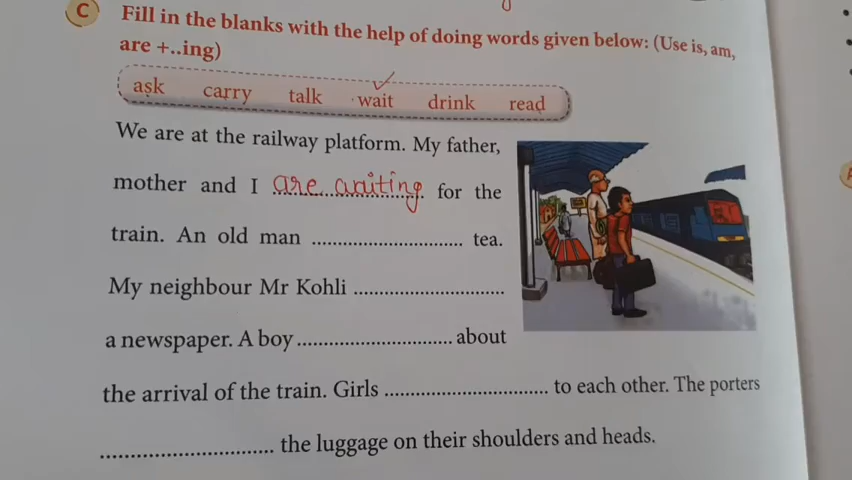 C Fill in the blanks with the help of doing words given below: (Use is, am,
are +..ing)
ask carry talk wait drink read
We are at the railway platform. My father,
mother and I are waiting for the
train. An old man .............................. tea.
My neighbour Mr Kohli ..............................
a newspaper. A boy .............................. about
the arrival of the train. Girls .............................. to each other. The porters
.............................. the luggage on their shoulders and heads.